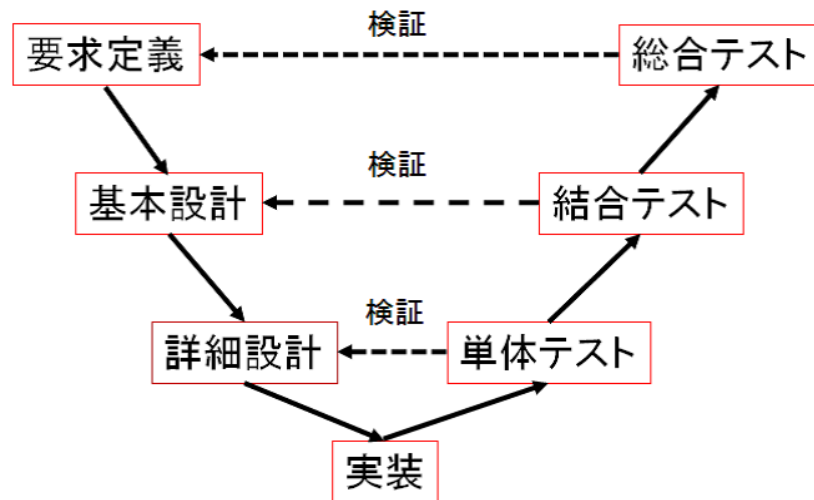 検証
要求定義
総合テスト
検証
基本設計
結合テスト
検証
詳細設計
単体テスト
実装